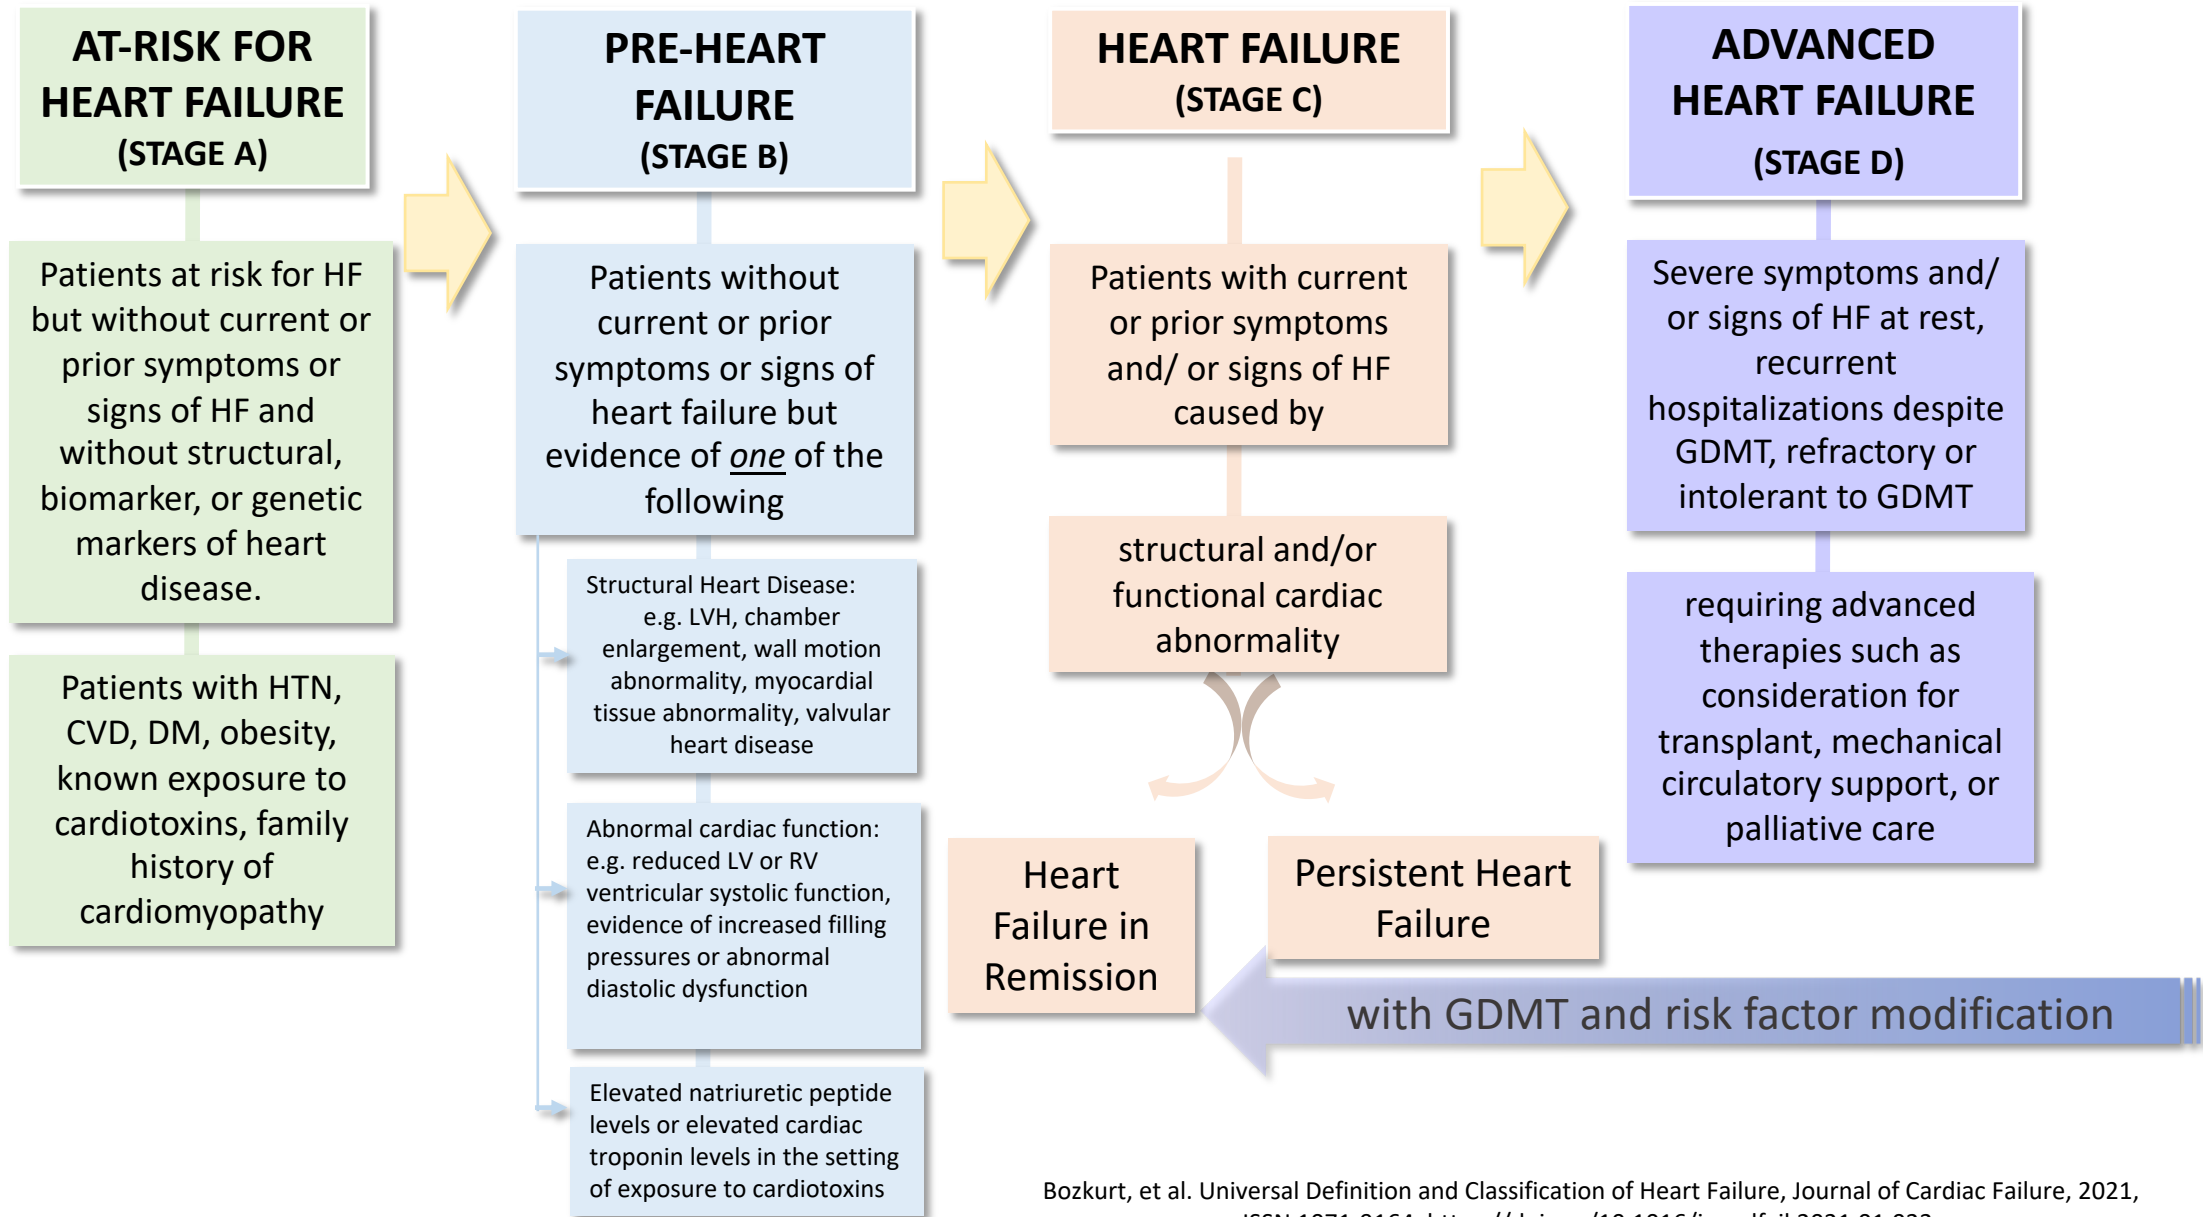 AT-RISK FOR
HEART FAILURE
(STAGE A)
Patients at risk for HF
but without current or
prior symptoms or
signs of HF and
without structural,
biomarker, or genetic
markers of heart
disease.
Patients with HTN,
CVD, DM, obesity,
known exposure to
cardiotoxins, family
history of
cardiomyopathy
PRE-HEART
FAILURE
(STAGE B)
Patients without
current or prior
symptoms or signs of
heart failure but
evidence of one of the
following
Structural Heart Disease:
e.g. LVH, chamber
enlargement, wall motion
abnormality, myocardial
tissue abnormality, valvular
heart disease
Abnormal cardiac function:
e.g. reduced LV or RV
ventricular systolic function,
evidence of increased filling
pressures or abnormal
diastolic dysfunction
Elevated natriuretic peptide
levels or elevated cardiac
troponin levels in the setting
of exposure to cardiotoxins
HEART FAILURE
(STAGE C)
Patients with current
or prior symptoms
and/ or signs of HF
caused by
structural and/or
functional cardiac
abnormality
Heart
Failure in
Remission
Persistent Heart
Failure
ADVANCED
HEART FAILURE
(STAGE D)
Severe symptoms and/
or signs of HF at rest,
recurrent
hospitalizations despite
GDMT, refractory or
intolerant to GDMT
requiring advanced
therapies such as
consideration for
transplant, mechanical
circulatory support, or
palliative care
with GDMT and risk factor modification
Bozkurt, et al. Universal Definition and Classification of Heart Failure, Journal of Cardiac Failure, 2021,